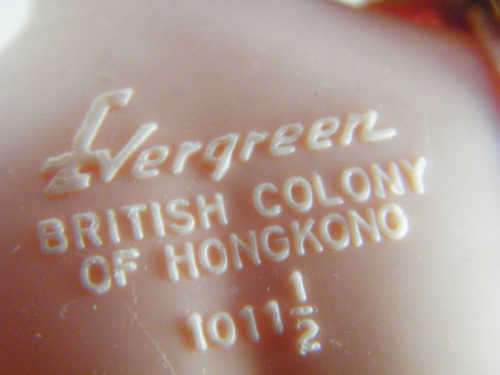 Evergreen
BRITISH COLONY
OF HONGKONG
1011 1/2